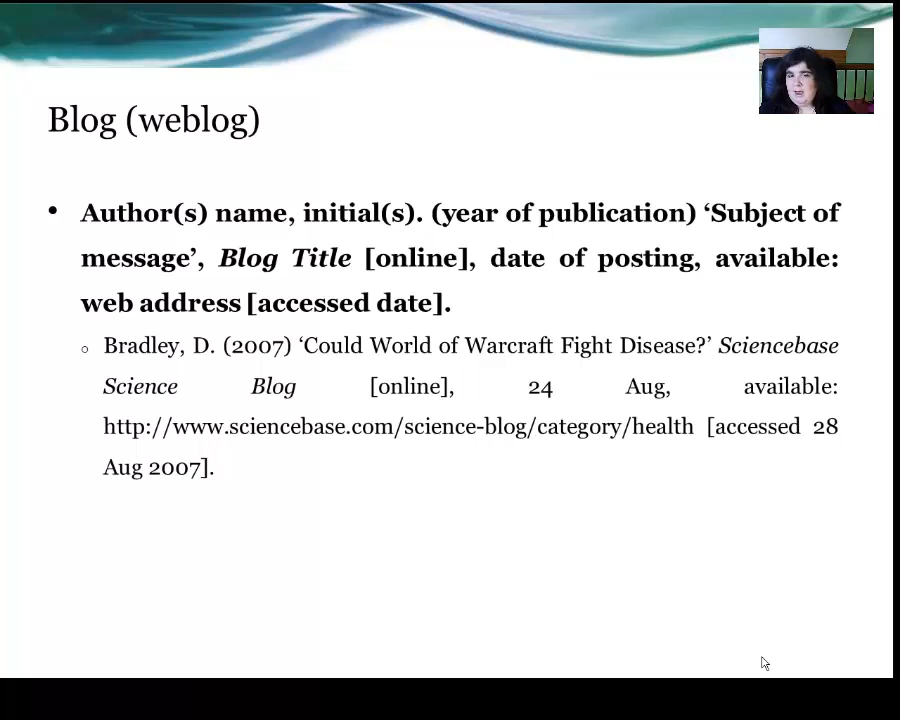 Blog (weblog)
• Author(s) name, initial(s). (year of publication) ‘Subject of
message’, Blog Title [online], date of posting, available:
web address [accessed date].
○ Bradley, D. (2007) ‘Could World of Warcraft Fight Disease?’ Sciencebase
Science Blog [online], 24 Aug, available:
http://www.sciencebase.com/science-blog/category/health [accessed 28
Aug 2007].